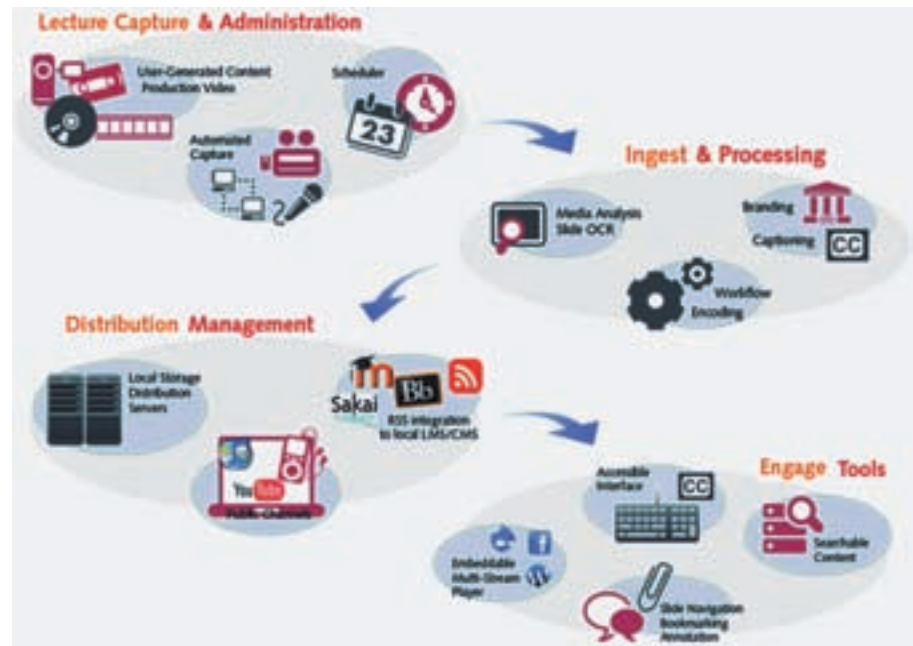 Lecture Capture & Administration
User-Generated Content
Production Video
Scheduler
23
Automated
Capture
Ingest & Processing
Media Analysis
Slide OCR
Branding
Captioning
CC
Workflow
Encoding
Distribution Management
Local Storage
Distribution
Servers
Sakai
m
Bb
RSS integration
to local LMS/CMS
YouTube
Public Channels
Engage Tools
Accessible
Interface
CC
Searchable
Content
Embeddable
Multi-Stream
Player
Slide Navigation
Bookmarking
Annotation